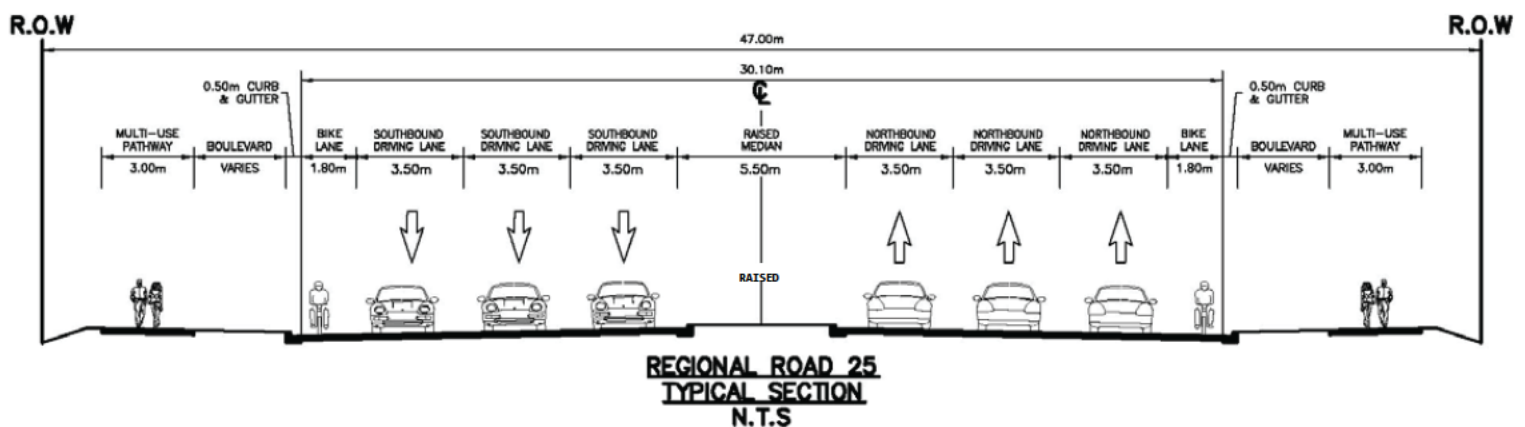 R.O.W
R.O.W
47.00m
30.10m
℄
0.50m CURB
& GUTTER
0.50m CURB
& GUTTER
MULTI-USE
PATHWAY
3.00m
BOULEVARD
VARIES
BIKE
LANE
1.80m
SOUTHBOUND
DRIVING LANE
3.50m
SOUTHBOUND
DRIVING LANE
3.50m
SOUTHBOUND
DRIVING LANE
3.50m
RAISED
MEDIAN
5.50m
NORTHBOUND
DRIVING LANE
3.50m
NORTHBOUND
DRIVING LANE
3.50m
NORTHBOUND
DRIVING LANE
3.50m
BIKE
LANE
1.80m
BOULEVARD
VARIES
MULTI-USE
PATHWAY
3.00m
RAISED
REGIONAL ROAD 25
TYPICAL SECTION
N.T.S